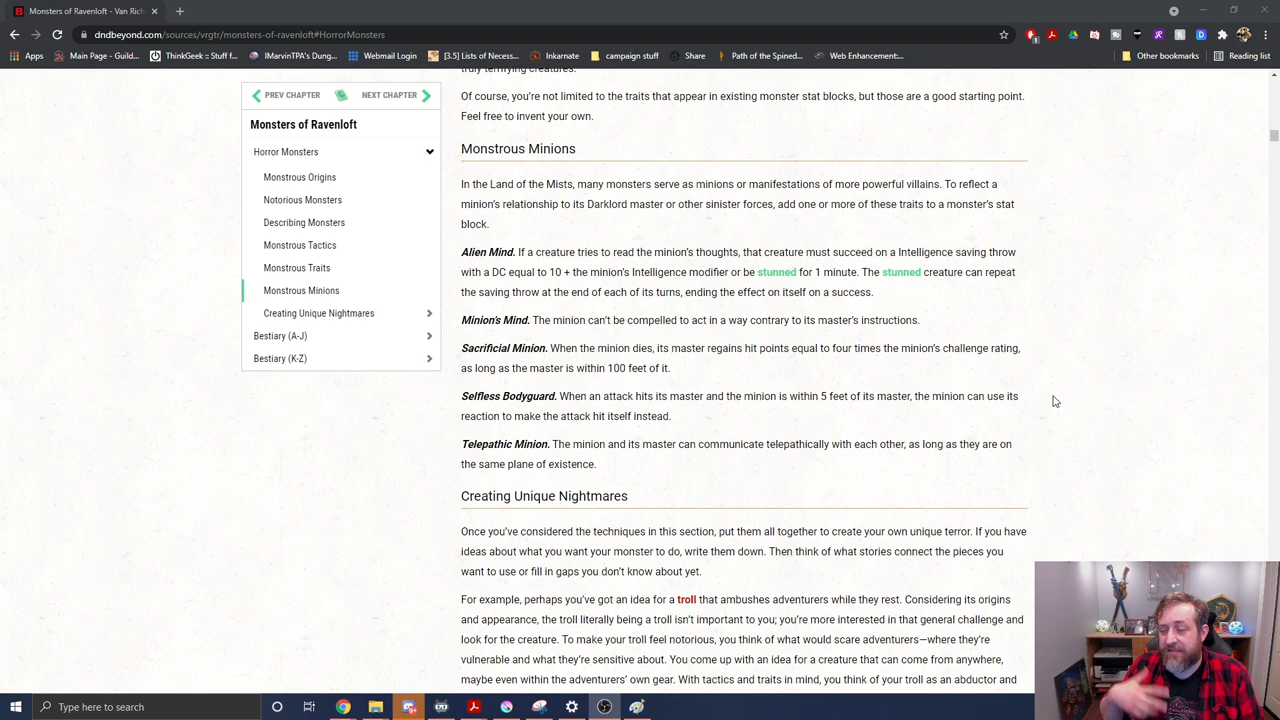 Monsters of Ravenloft - Van Rich
dndbeyond.com/sources/vrgtr/monsters-of-ravenloft#HorrorMonsters
Apps
Main Page - Guild...
ThinkGeek :: Stuff f...
IMarvinTPA's Dung...
Webmail Login
[3.5] Lists of Necess...
Inkarnate
campaign stuff
Share
Path of the Spined...
Web Enhancement:...
Other bookmarks
Reading list
PREV CHAPTER
NEXT CHAPTER
Monsters of Ravenloft
Horror Monsters
Monstrous Origins
Notorious Monsters
Describing Monsters
Monstrous Tactics
Monstrous Traits
Monstrous Minions
Creating Unique Nightmares
Bestiary (A-J)
Bestiary (K-Z)
truly terrifying creatures.
Of course, you're not limited to the traits that appear in existing monster stat blocks, but those are a good starting point.
Feel free to invent your own.
Monstrous Minions
In the Land of the Mists, many monsters serve as minions or manifestations of more powerful villains. To reflect a
minion's relationship to its Darklord master or other sinister forces, add one or more of these traits to a monster's stat
block.
Alien Mind. If a creature tries to read the minion's thoughts, that creature must succeed on a Intelligence saving throw
with a DC equal to 10 + the minion's Intelligence modifier or be stunned for 1 minute. The stunned creature can repeat
the saving throw at the end of each of its turns, ending the effect on itself on a success.
Minion's Mind. The minion can't be compelled to act in a way contrary to its master's instructions.
Sacrificial Minion. When the minion dies, its master regains hit points equal to four times the minion's challenge rating,
as long as the master is within 100 feet of it.
Selfless Bodyguard. When an attack hits its master and the minion is within 5 feet of its master, the minion can use its
reaction to make the attack hit itself instead.
Telepathic Minion. The minion and its master can communicate telepathically with each other, as long as they are on
the same plane of existence.
Creating Unique Nightmares
Once you've considered the techniques in this section, put them all together to create your own unique terror. If you have
ideas about what you want your monster to do, write them down. Then think of what stories connect the pieces you
want to use or fill in gaps you don't know about yet.
For example, perhaps you've got an idea for a troll that ambushes adventurers while they rest. Considering its origins
and appearance, the troll literally being a troll isn't important to you; you're more interested in that general challenge and
look for the creature. To make your troll feel notorious, you think of what would scare adventurers—where they're
vulnerable and what they're sensitive about. You come up with an idea for a creature that can come from anywhere,
maybe even within the adventurers' own gear. With tactics and traits in mind, you think of your troll as an abductor and
Type here to search